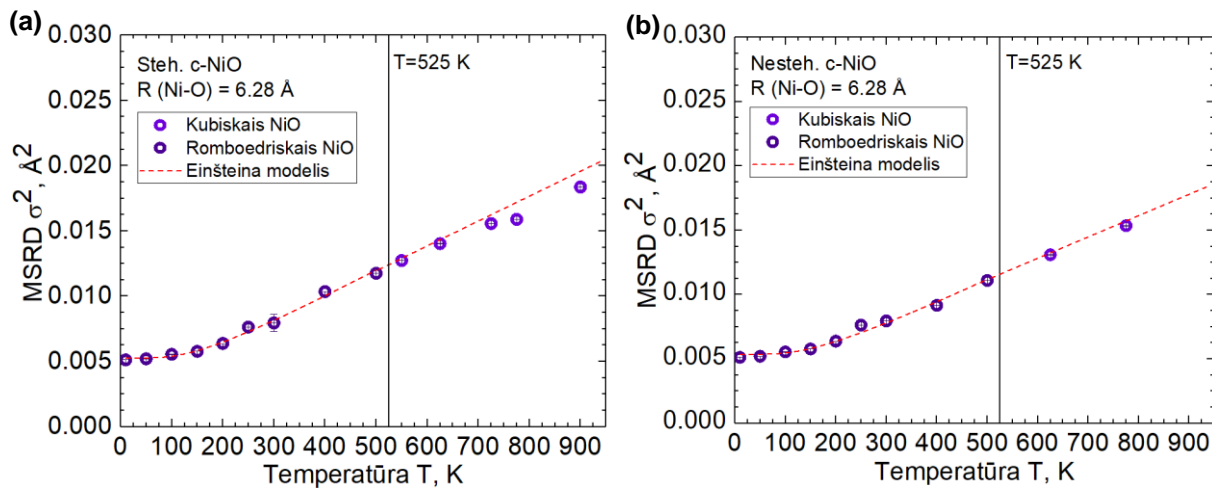 (a)
0.030
0.025
0.020
0.015
0.010
0.005
0.000
MSRD σ², Å²
Steh. c-NiO
R (Ni-O) = 6.28 Å
Kubiskais NiO
Romboedriskais NiO
Einšteina modelis
T=525 K
0 100 200 300 400 500 600 700 800 900
Temperatūra T, K
(b)
0.030
0.025
0.020
0.015
0.010
0.005
0.000
MSRD σ², Å²
Nesteh. c-NiO
R (Ni-O) = 6.28 Å
Kubiskais NiO
Romboedriskais NiO
Einšteina modelis
T=525 K
0 100 200 300 400 500 600 700 800 900
Temperatūra T, K